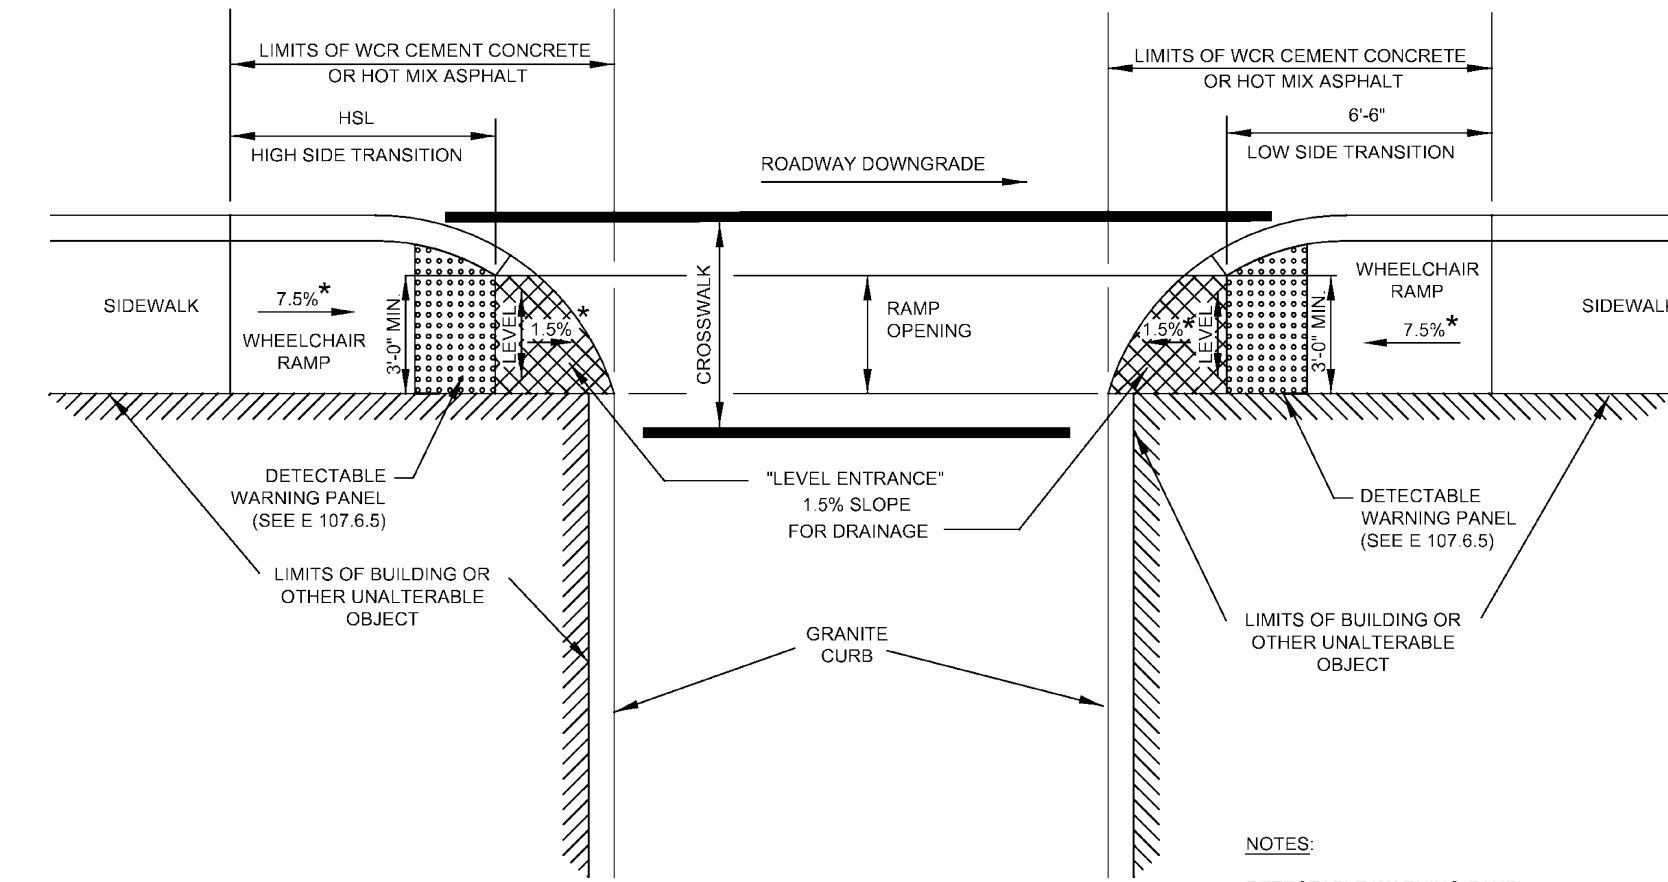 LIMITS OF WCR CEMENT CONCRETE
OR HOT MIX ASPHALT
LIMITS OF WCR CEMENT CONCRETE
OR HOT MIX ASPHALT
HSL
HIGH SIDE TRANSITION
6'-6"
LOW SIDE TRANSITION
ROADWAY DOWNGRADE
SIDEWALK
7.5%*
WHEELCHAIR
RAMP
3'-0" MIN.
LEVEL
1.5%*
CROSSWALK
RAMP
OPENING
1.5%*
LEVEL
3'-0" MIN.
WHEELCHAIR
RAMP
7.5%*
SIDEWALK
DETECTABLE
WARNING PANEL
(SEE E 107.6.5)
"LEVEL ENTRANCE"
1.5% SLOPE
FOR DRAINAGE
DETECTABLE
WARNING PANEL
(SEE E 107.6.5)
LIMITS OF BUILDING OR
OTHER UNALTERABLE
OBJECT
GRANITE
CURB
LIMITS OF BUILDING OR
OTHER UNALTERABLE
OBJECT
NOTES: